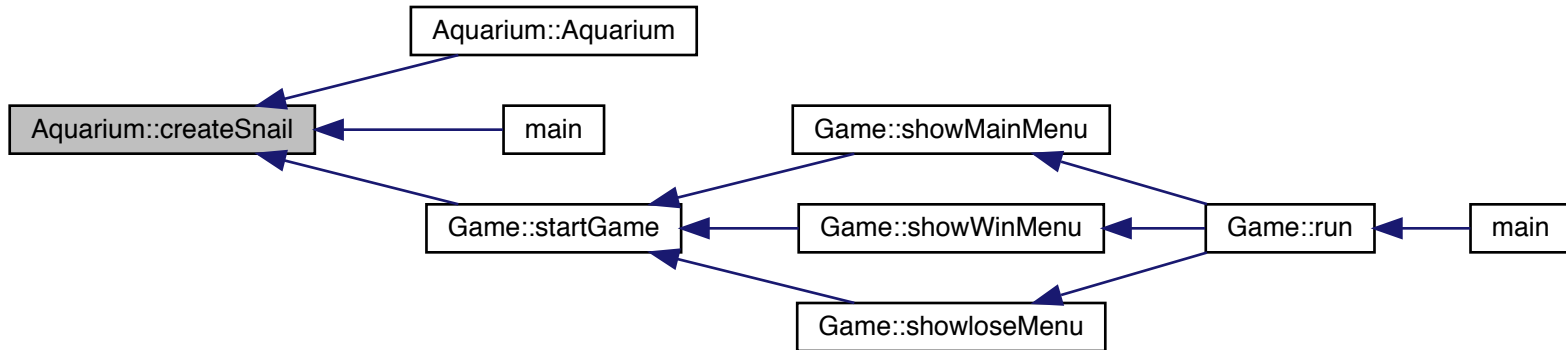 Aquarium::Aquarium
Aquarium::createSnail
main
Game::showMainMenu
Game::startGame
Game::showWinMenu
Game::run
main
Game::showloseMenu